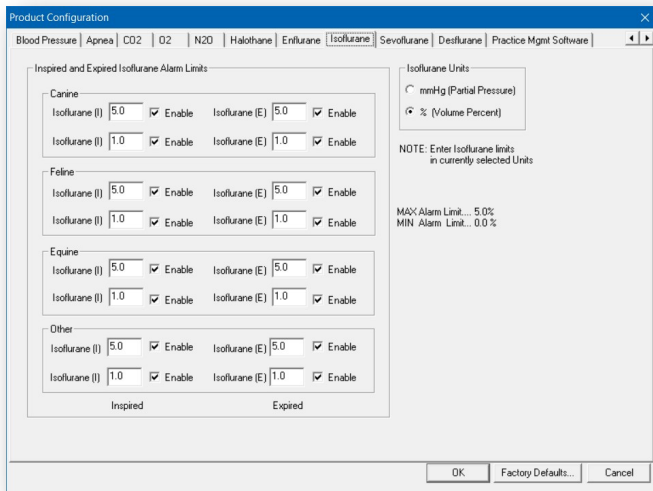 Product Configuration
Blood Pressure Apnea CO2 O2 N2O Halothane Enflurane Isoflurane Sevoflurane Desflurane Practice Mgmt Software
Inspired and Expired Isoflurane Alarm Limits
Canine
Isoflurane (I) 5.0 Enable Isoflurane (E) 5.0 Enable
Isoflurane (I) 1.0 Enable Isoflurane (E) 1.0 Enable
Feline
Isoflurane (I) 5.0 Enable Isoflurane (E) 5.0 Enable
Isoflurane (I) 1.0 Enable Isoflurane (E) 1.0 Enable
Equine
Isoflurane (I) 5.0 Enable Isoflurane (E) 5.0 Enable
Isoflurane (I) 1.0 Enable Isoflurane (E) 1.0 Enable
Other
Isoflurane (I) 5.0 Enable Isoflurane (E) 5.0 Enable
Isoflurane (I) 1.0 Enable Isoflurane (E) 1.0 Enable
Inspired Expired
Isoflurane Units
mmHg (Partial Pressure)
% (Volume Percent)
NOTE: Enter Isoflurane limits
in currently selected Units
MAX Alarm Limit.... 5.0%
MIN Alarm Limit... 0.0 %
OK Factory Defaults... Cancel